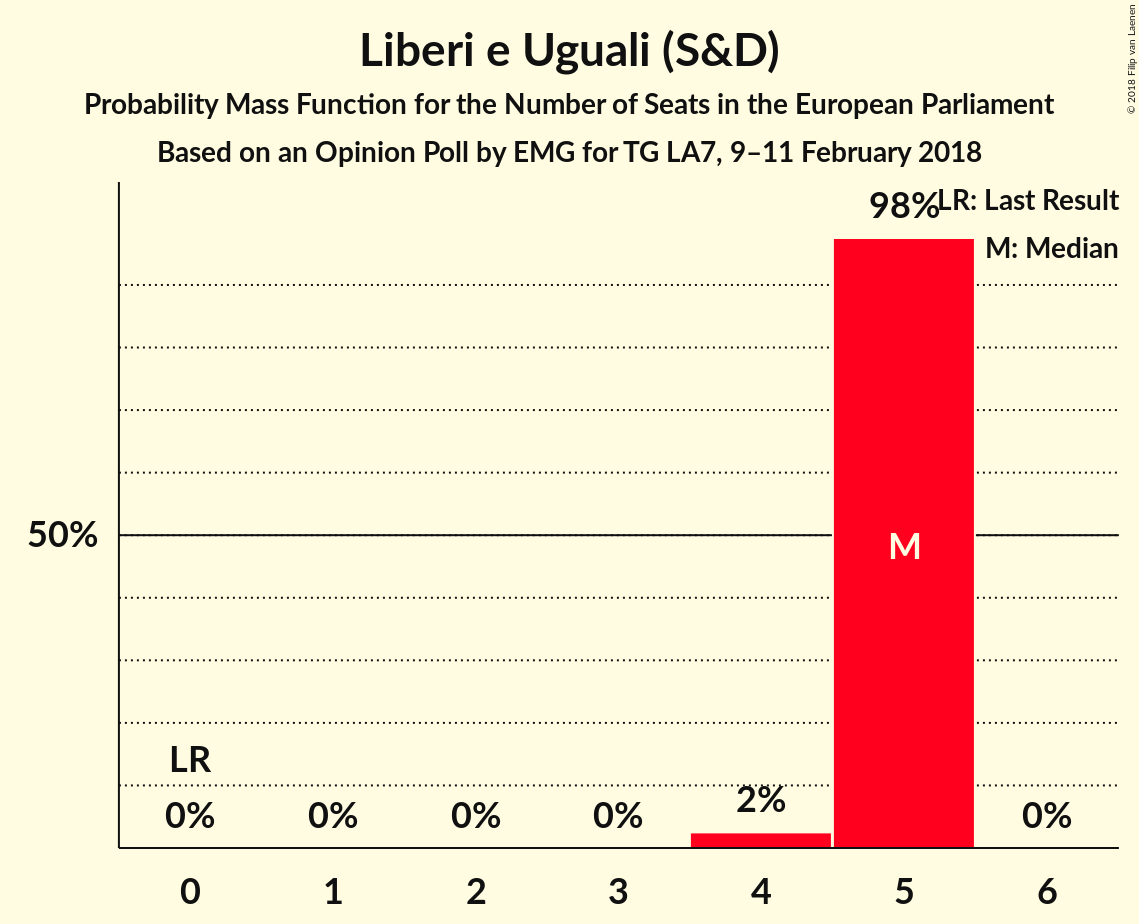 Liberi e Uguali (S&D)
Probability Mass Function for the Number of Seats in the European Parliament
Based on an Opinion Poll by EMG for TG LA7, 9–11 February 2018
© 2018 Filip van Laenen
98%
LR: Last Result
M: Median
50%
M
LR
0%
0%
0%
0%
2%
0%
0
1
2
3
4
5
6